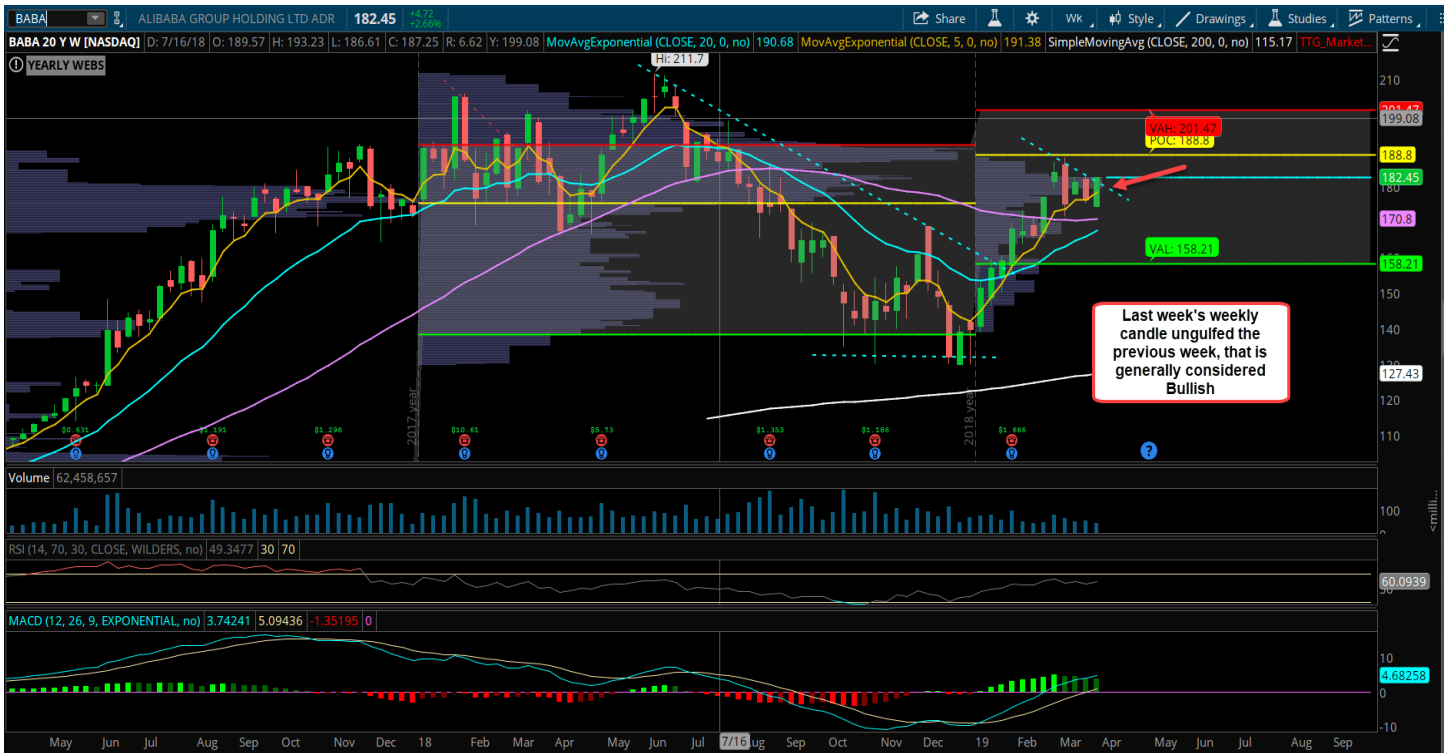 BABA
ALIBABA GROUP HOLDING LTD ADR
182.45
+4.72
+2.66%
Share
Wk
Style
Drawings
Studies
Patterns
BABA 20 Y W [NASDAQ] D: 7/16/18 O: 189.57 H: 193.23 L: 186.61 C: 187.25 R: 6.62 Y: 199.08 MovAvgExponential (CLOSE, 20, 0, no) 190.68 MovAvgExponential (CLOSE, 5, 0, no) 191.38 SimpleMovingAvg (CLOSE, 200, 0, no) 115.17 TTG_Market...
YEARLY WEBS
Hi: 211.7
210
201.47
199.08
VAH: 201.47
POC: 188.8
188.8
182.45
180
170.8
VAL: 158.21
158.21
150
140
130
127.43
120
110
Last week's weekly
candle ungulfed the
previous week, that is
generally considered
Bullish
2017 year
2018 year
$0.631
$1.191
$1.296
$10.61
$5.73
$1.353
$1.186
$1.666
?
Volume 62,458,657
100
0
<milli...
RSI (14, 70, 30, CLOSE, WILDERS, no) 49.3477 30 70
60.0939
50
MACD (12, 26, 9, EXPONENTIAL, no) 3.74241 5.09436 -1.35195 0
10
4.68258
0
-10
May Jun Jul Aug Sep Oct Nov Dec 18 Feb Mar Apr May Jun Jul 7/16 ug Sep Oct Nov Dec 19 Feb Mar Apr May Jun Jul Aug Sep